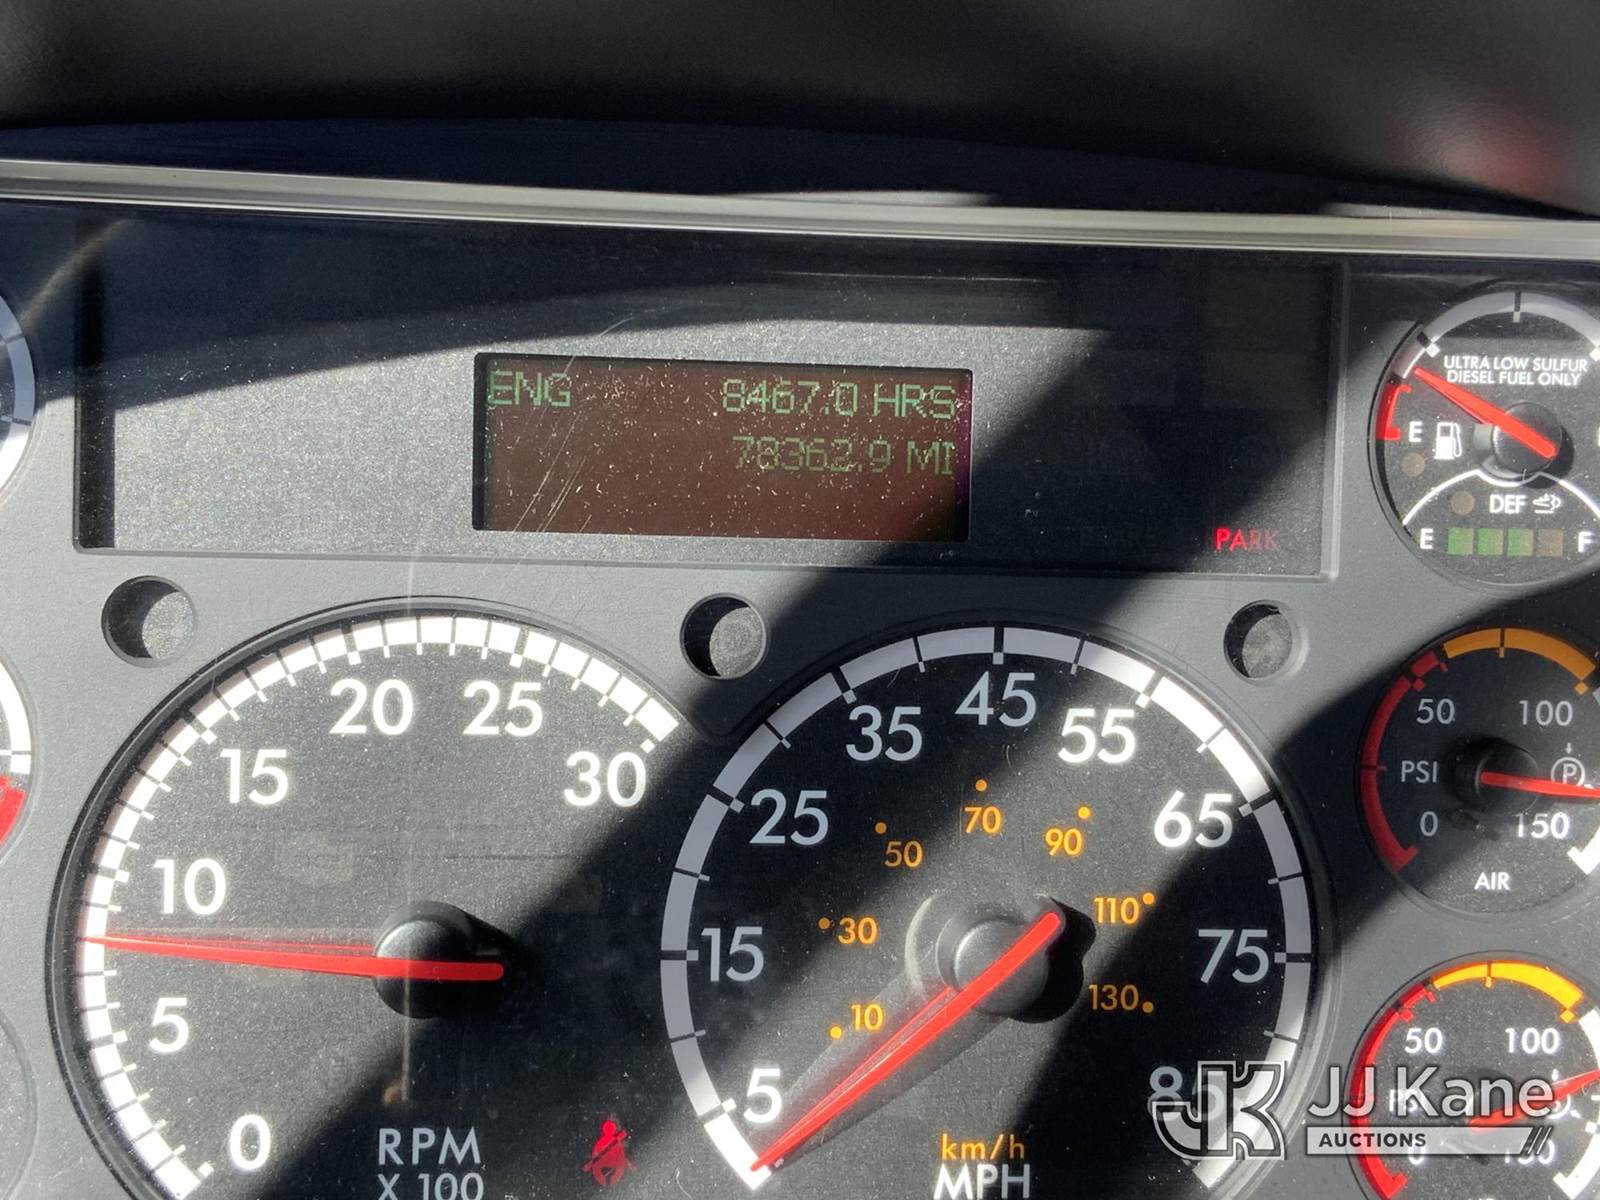 ENG 8467.0 HRS
78362.9 MI
PARK
ULTRA LOW SULFUR
DIESEL FUEL ONLY
E
DEF
E F
0 5 10 15 20 25 30
RPM
X 100
5 15 25 35 45 55 65 75 85
10 30 50 70 90 110 130
km/h
MPH
50 100
PSI P
0 150
AIR
50 100
JJ Kane
AUCTIONS
JK